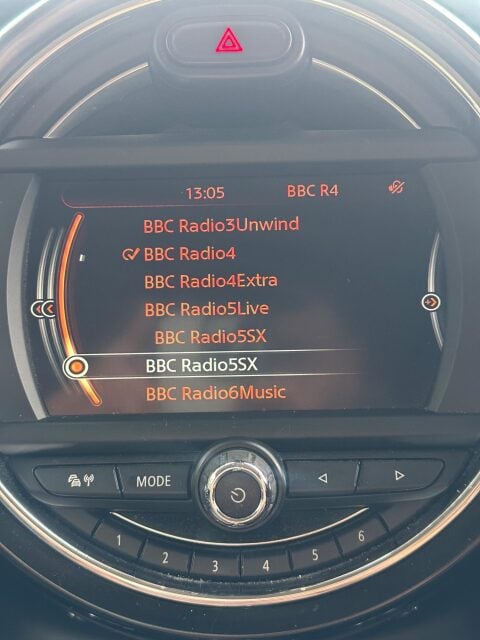 13:05 BBC R4
BBC Radio3Unwind
BBC Radio4
BBC Radio4Extra
BBC Radio5Live
BBC Radio5SX
BBC Radio5SX
BBC Radio6Music
MODE
1 2 3 4 5 6